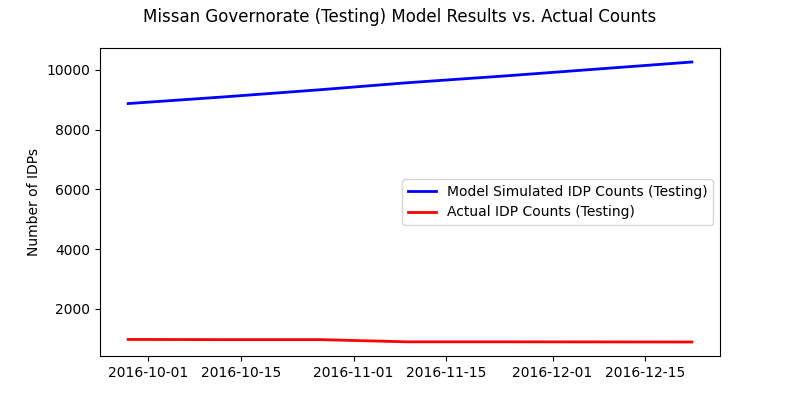 Missan Governorate (Testing) Model Results vs. Actual Counts
10000
8000
6000
4000
2000
Number of IDPs
Model Simulated IDP Counts (Testing)
Actual IDP Counts (Testing)
2016-10-01 2016-10-15 2016-11-01 2016-11-15 2016-12-01 2016-12-15